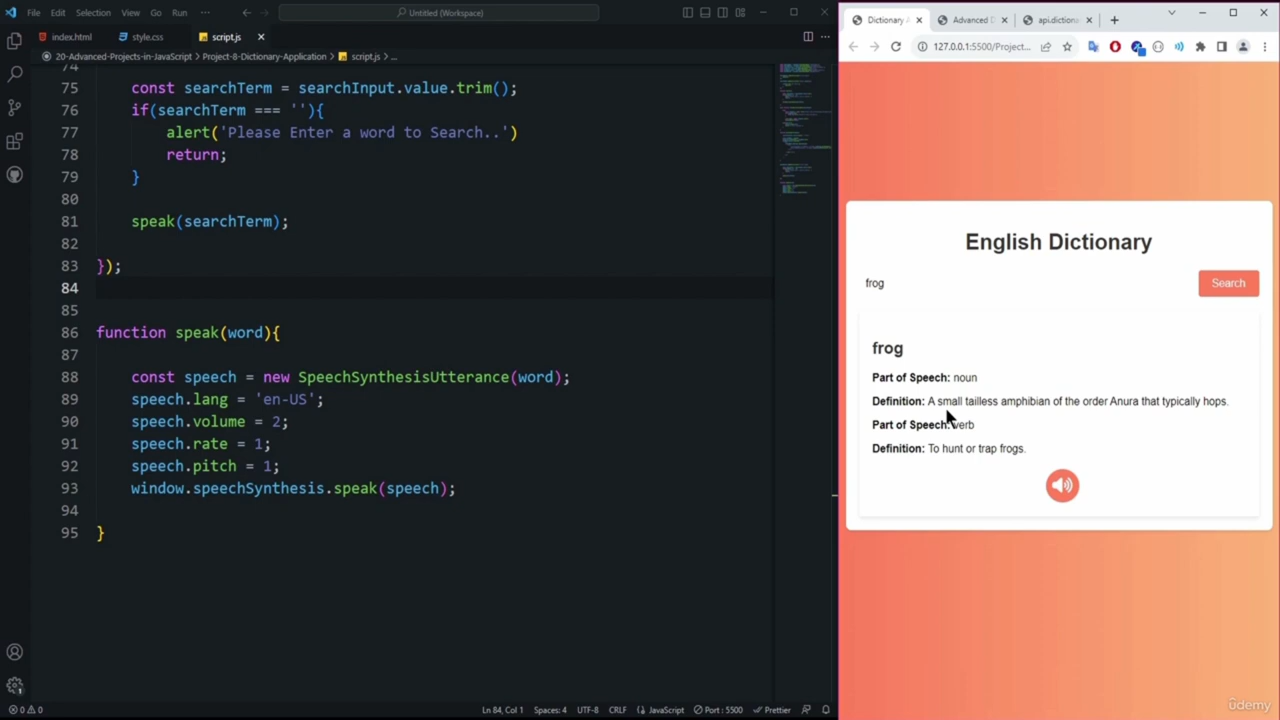 File Edit Selection View Go Run ··· Untitled (Workspace)
index.html style.css script.js
20-Advanced-Projects-in-JavaScript > Project-8-Dictionary-Application > script.js > ...
74
75 const searchTerm = searchInput.value.trim();
76 if(searchTerm === ''){
77 alert('Please Enter a word to Search..')
78 return;
79 }
80
81 speak(searchTerm);
82
83 });
84
85
86 function speak(word){
87
88 const speech = new SpeechSynthesisUtterance(word);
89 speech.lang = 'en-US';
90 speech.volume = 2;
91 speech.rate = 1;
92 speech.pitch = 1;
93 window.speechSynthesis.speak(speech);
94
95 }
0 0 Ln 84, Col 1 Spaces: 4 UTF-8 CRLF JavaScript Port : 5500 Prettier
Dictionary Advanced D api.dictiona
127.0.0.1:5500/Project...
English Dictionary
frog Search
frog
Part of Speech: noun
Definition: A small tailless amphibian of the order Anura that typically hops.
Part of Speech: verb
Definition: To hunt or trap frogs.
ûdemy